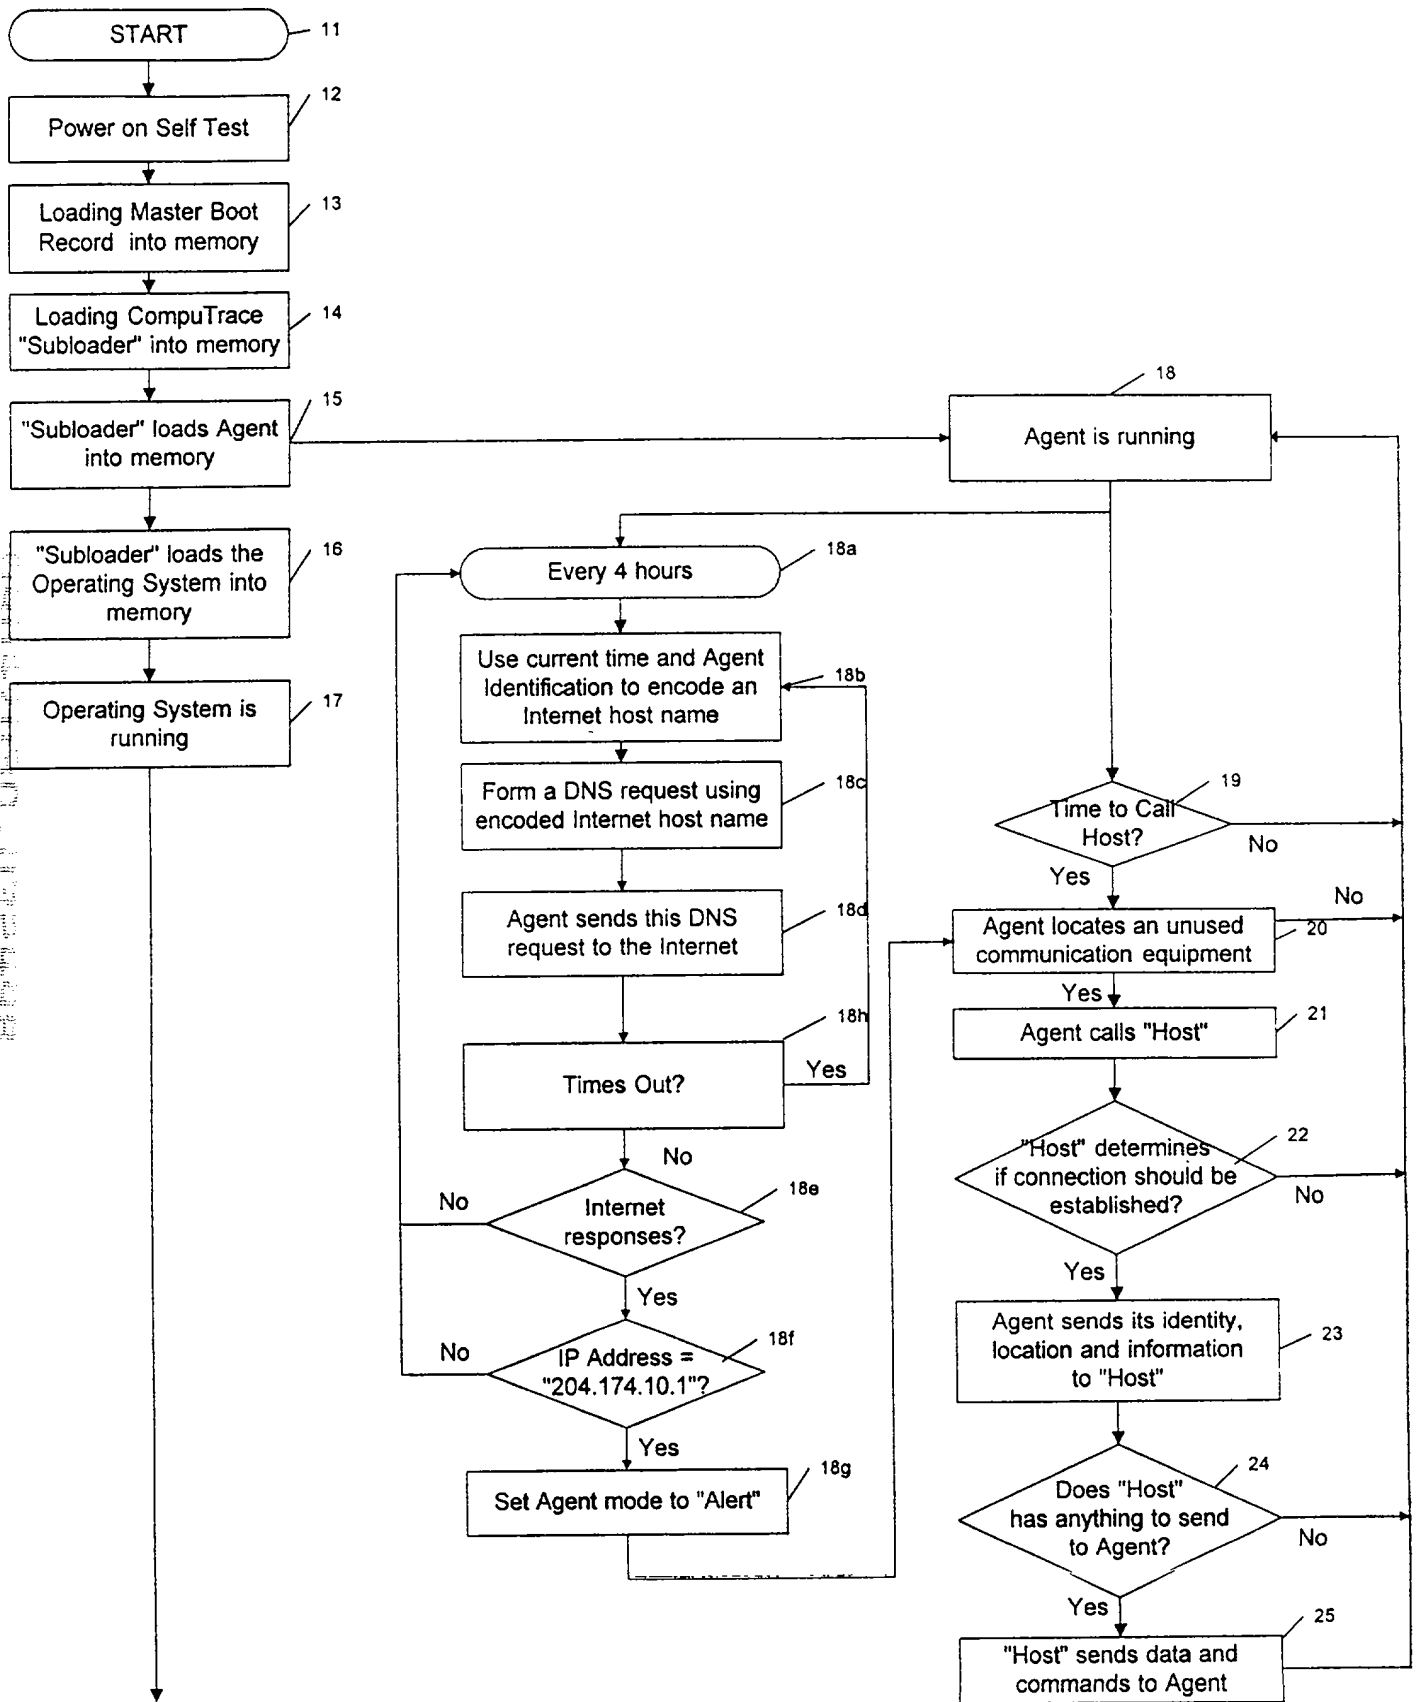 START
11
12
Power on Self Test
13
Loading Master Boot
Record into memory
14
Loading CompuTrace
"Subloader" into memory
15
"Subloader" loads Agent
into memory
16
"Subloader" loads the
Operating System into
memory
17
Operating System is
running
18
Agent is running
18a
Every 4 hours
18b
Use current time and Agent
Identification to encode an
Internet host name
18c
Form a DNS request using
encoded Internet host name
18d
Agent sends this DNS
request to the Internet
18h
Times Out?
Yes
No
18e
Internet
responses?
No
Yes
18f
IP Address =
"204.174.10.1"?
No
Yes
18g
Set Agent mode to "Alert"
19
Time to Call
Host?
No
Yes
Agent locates an unused
communication equipment
20
No
Yes
21
Agent calls "Host"
22
"Host" determines
if connection should be
established?
No
Yes
23
Agent sends its identity,
location and information
to "Host"
24
Does "Host"
has anything to send
to Agent?
No
Yes
25
"Host" sends data and
commands to Agent